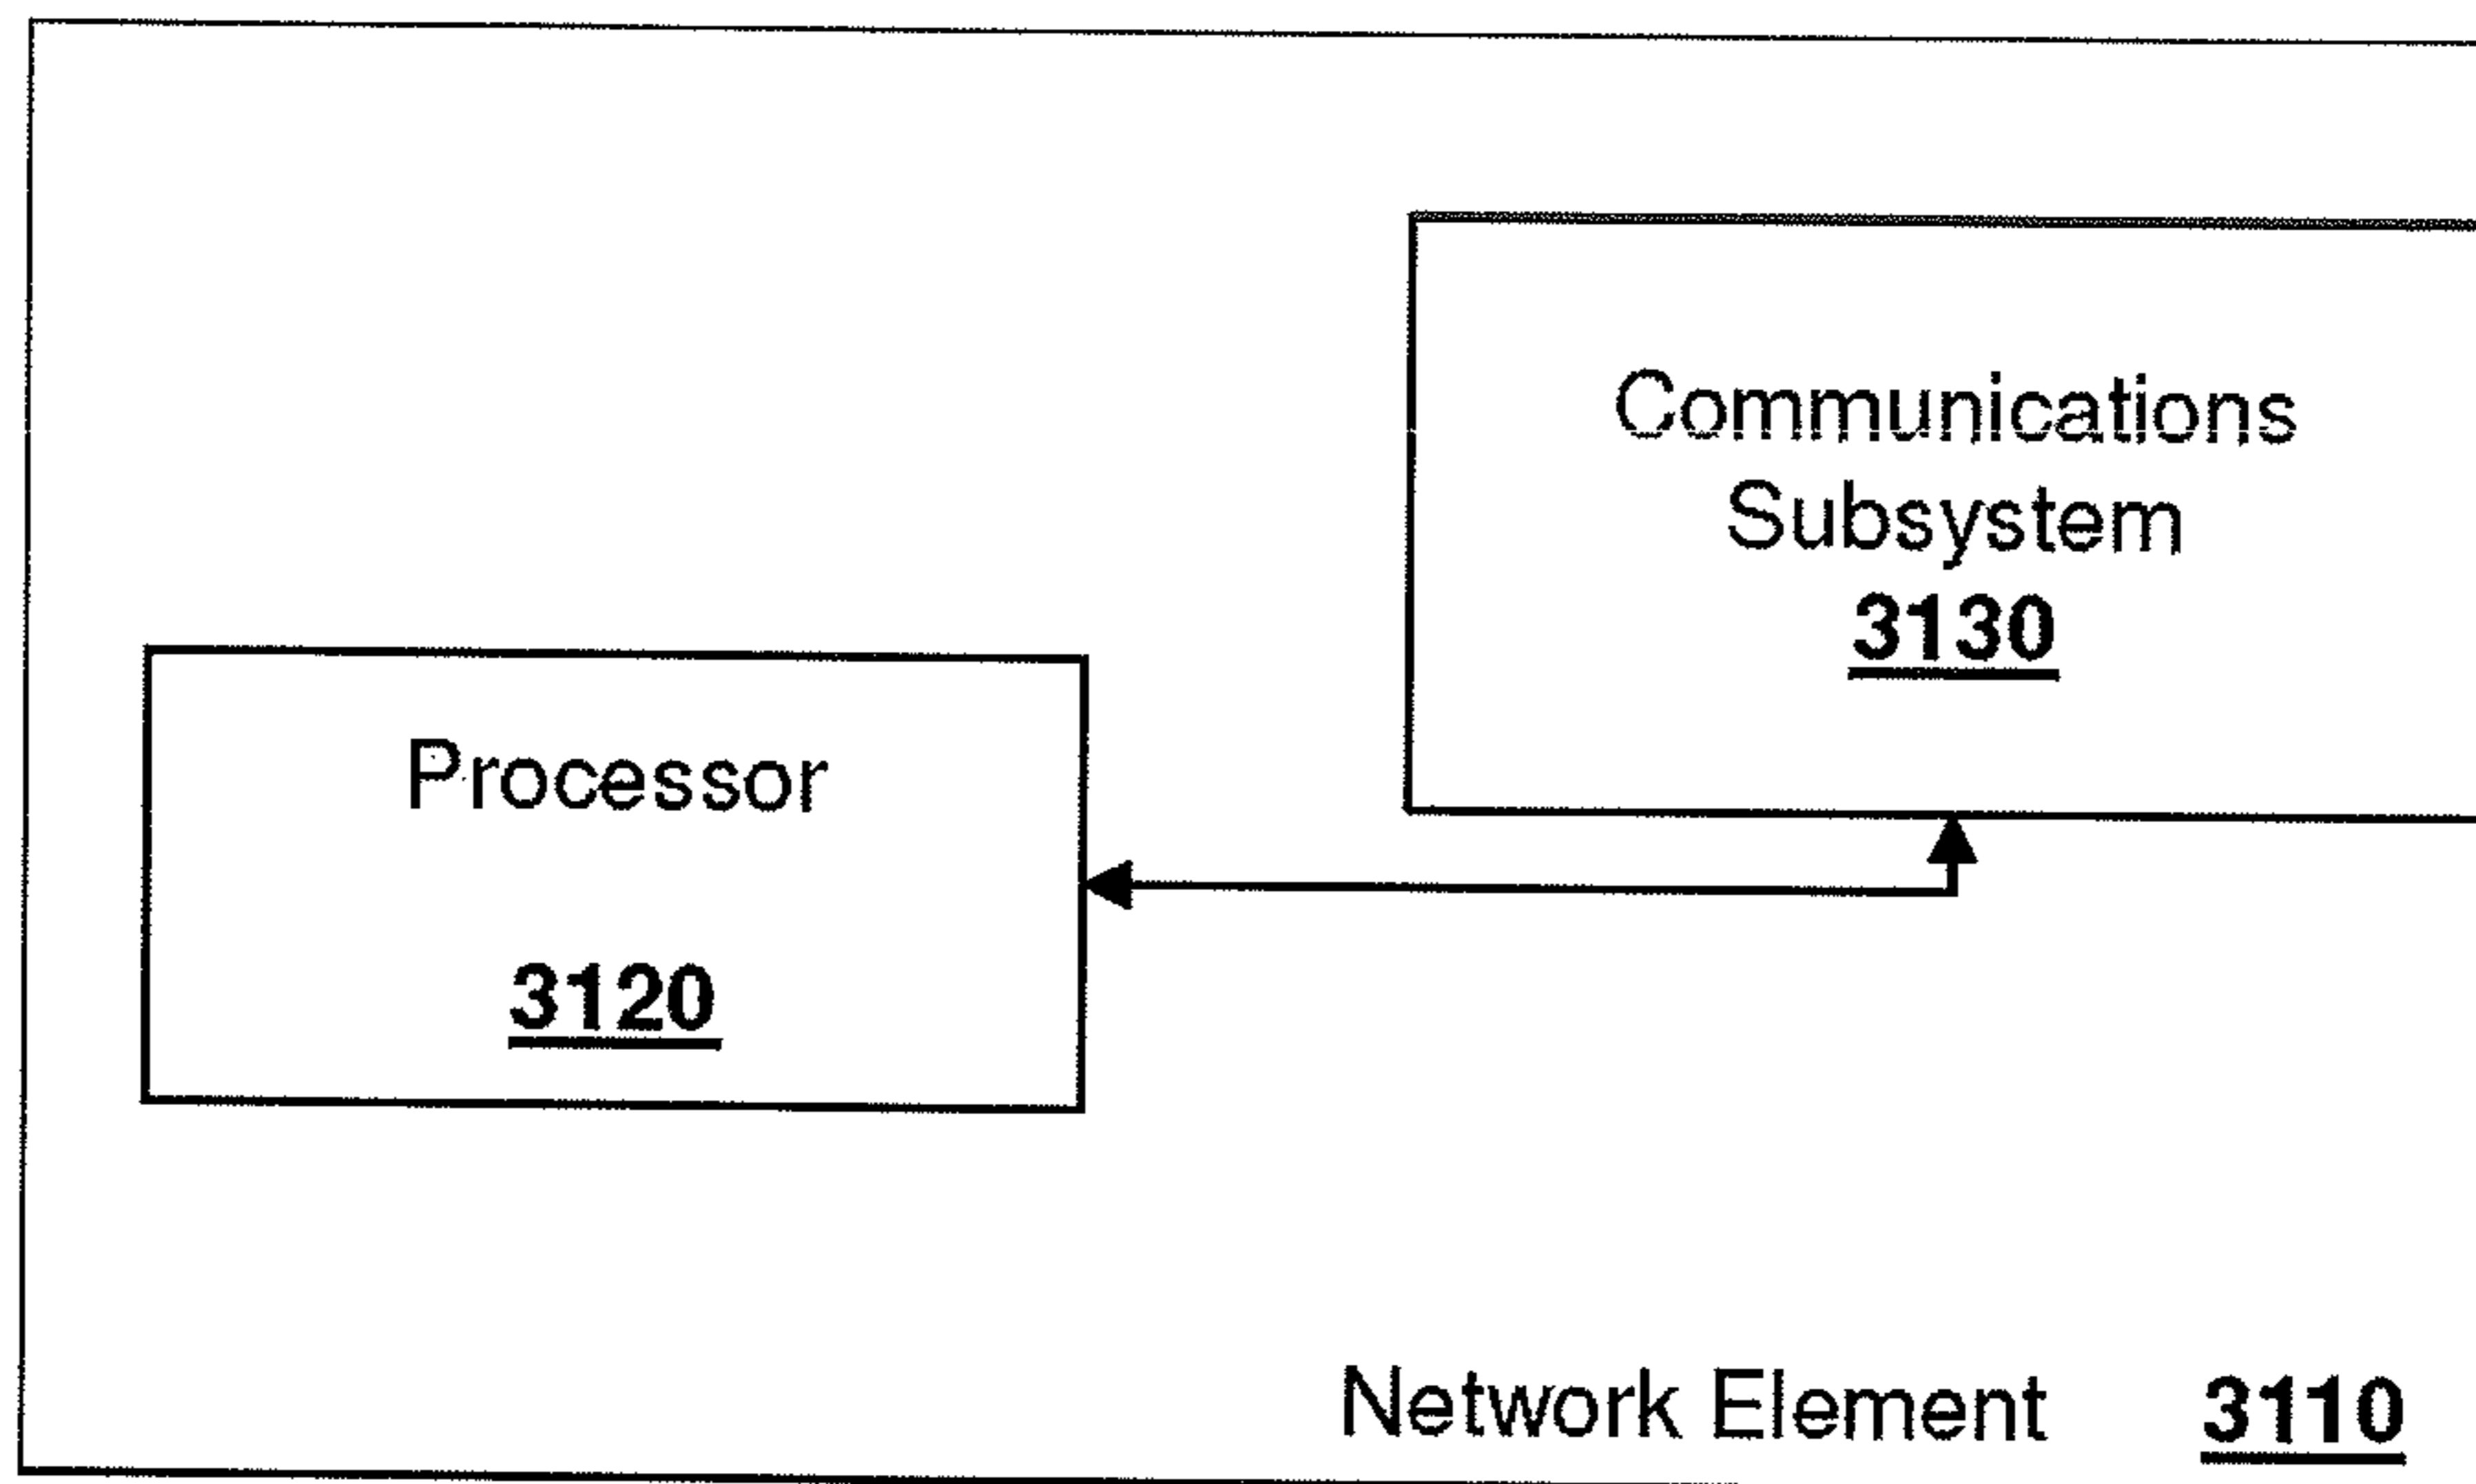 Communications
Subsystem
3130
Processor
3120
Network Element 3110